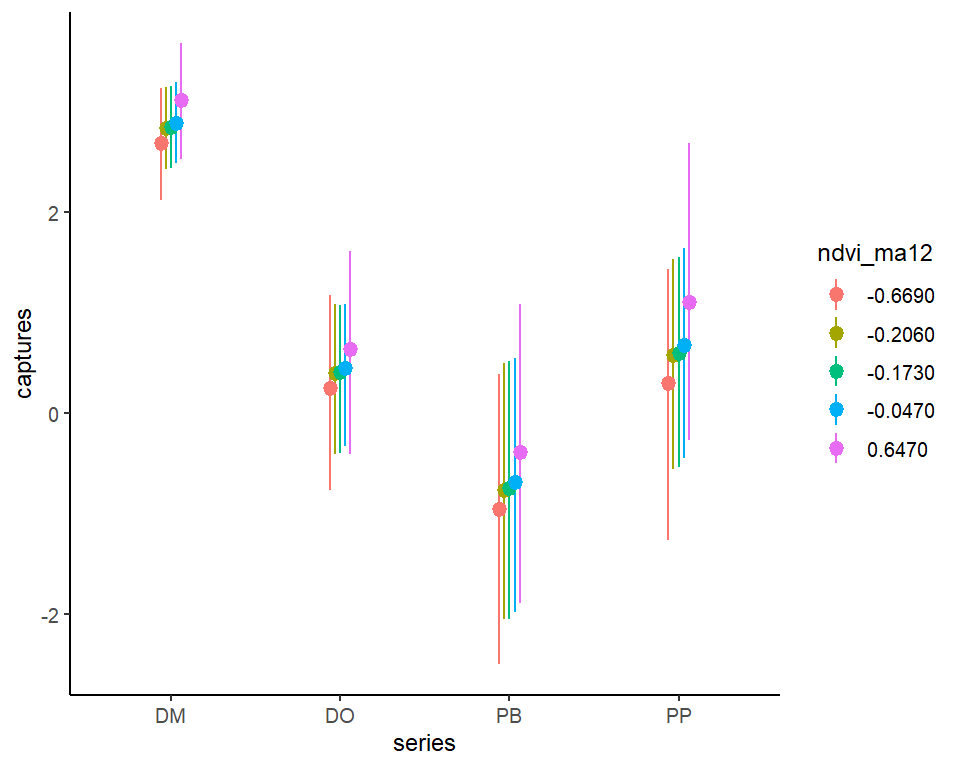 captures
2
0
-2
DM DO PB PP
series
ndvi_ma12
-0.6690
-0.2060
-0.1730
-0.0470
0.6470